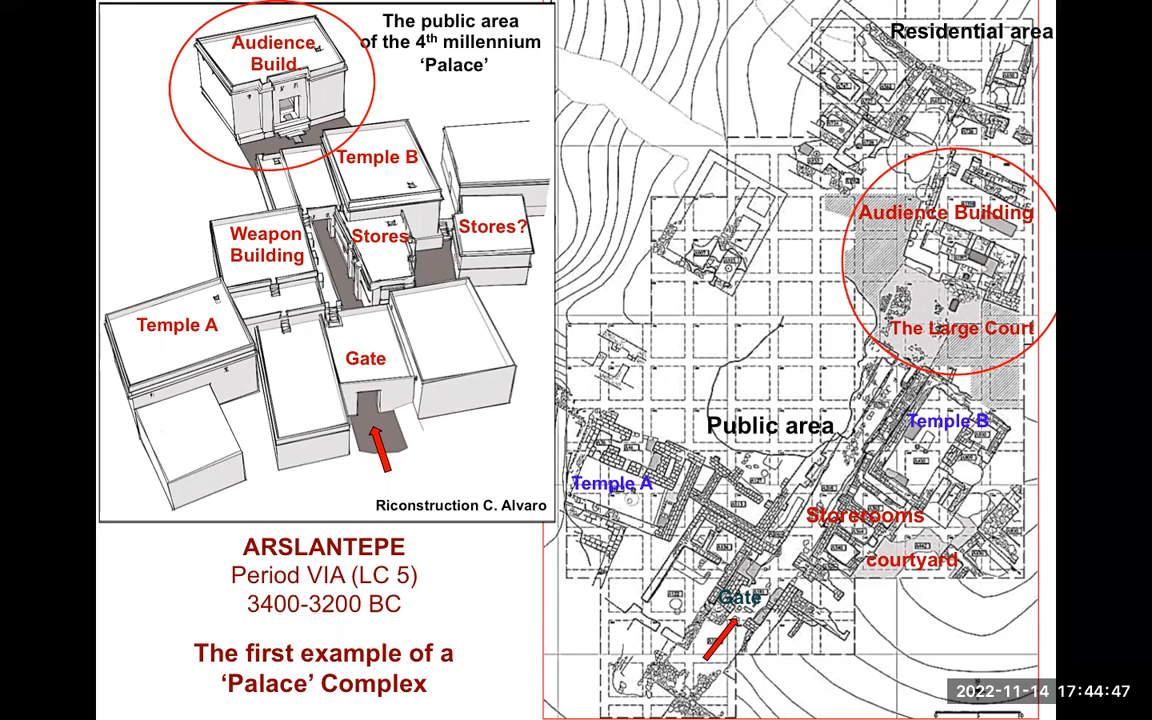 The public area
of the 4th millennium
‘Palace’
Audience
Build.
Temple B
Weapon
Building
Stores
Stores?
Temple A
Gate
Riconstruction C. Alvaro
ARSLANTEPE
Period VIA (LC 5)
3400-3200 BC
The first example of a
‘Palace’ Complex
Residential area
Audience Building
The Large Court
Public area
Temple B
Temple A
Storerooms
courtyard
Gate
2022-11-14 17:44:47